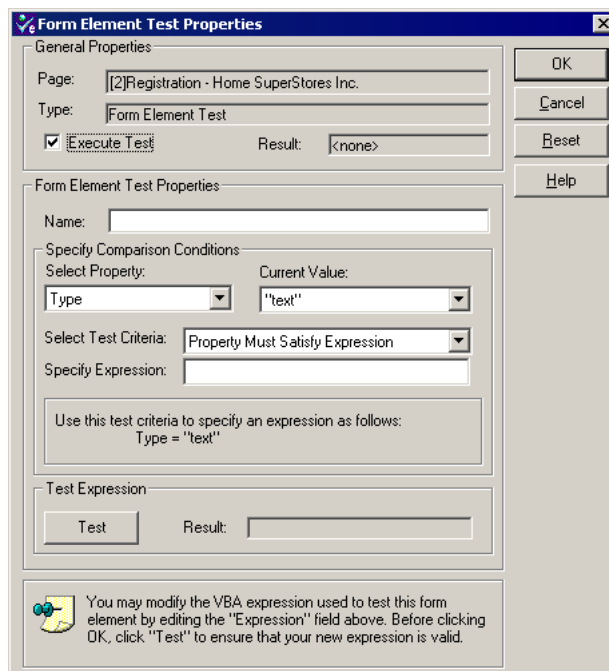 Form Element Test Properties
General Properties
Page: [2]Registration - Home SuperStores Inc.
Type: Form Element Test
Execute Test Result: <none>
OK
Cancel
Reset
Help
Form Element Test Properties
Name:
Specify Comparison Conditions
Select Property: Current Value:
Type "text"
Select Test Criteria: Property Must Satisfy Expression
Specify Expression:
Use this test criteria to specify an expression as follows:
Type = "text"
Test Expression
Test Result:
You may modify the VBA expression used to test this form
element by editing the "Expression" field above. Before clicking
OK, click "Test" to ensure that your new expression is valid.